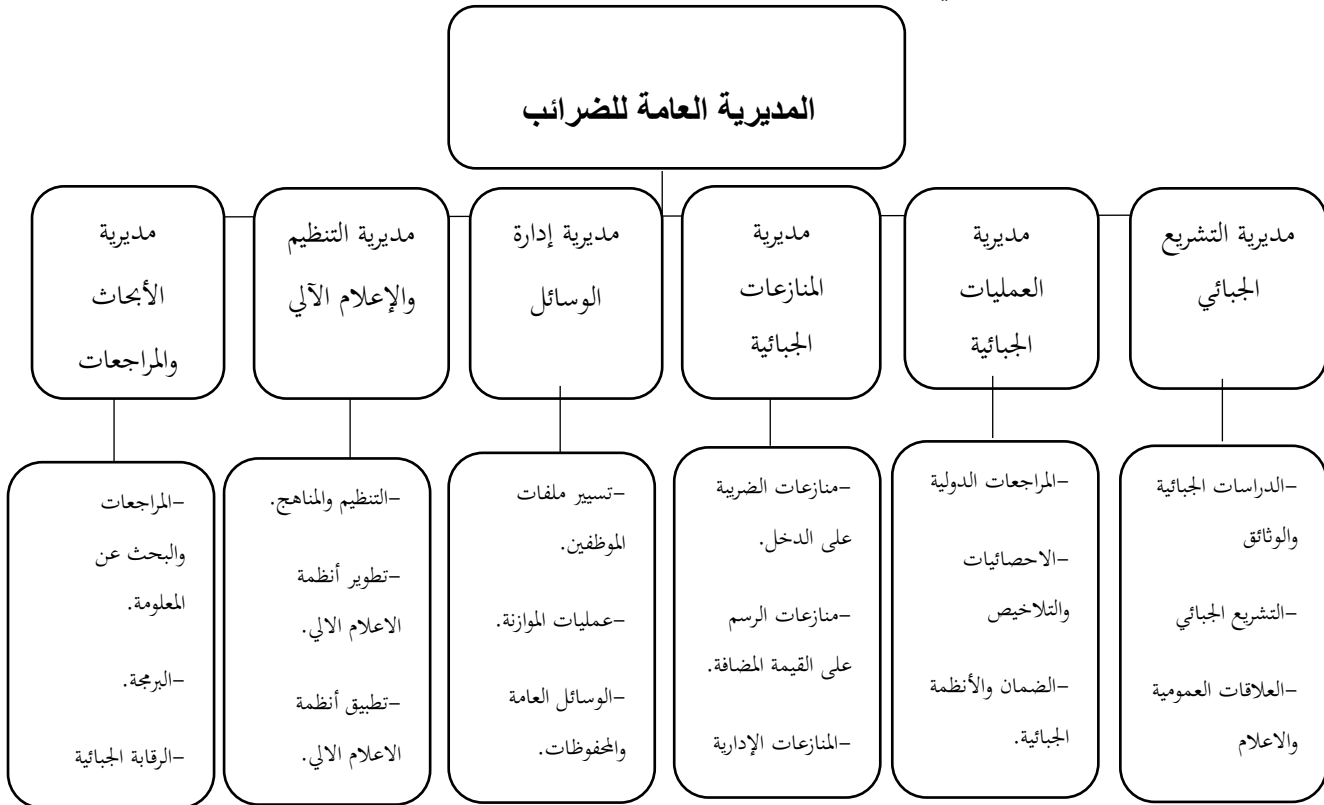 المديرية العامة للضرائب
مديرية التشريع
الجبائي
مديرية
العمليات
الجبائية
مديرية
المنازعات
الجبائية
مديرية إدارة
الوسائل
مديرية التنظيم
والإعلام الآلي
مديرية
الأبحاث
والمراجعات
-الدراسات الجبائية
والوثائق
-التشريع الجبائي
-العلاقات العمومية
والاعلام
-المراجعات الدولية
-الاحصائيات
والتلاخيص
-الضمان والأنظمة
الجبائية.
-منازعات الضريبة
على الدخل.
-منازعات الرسم
على القيمة المضافة.
-المنازعات الإدارية
-تسيير ملفات
الموظفين.
-عمليات الموازنة.
-الوسائل العامة
والمحفوظات.
-التنظيم والمناهج.
-تطوير أنظمة
الاعلام الالي.
-تطبيق أنظمة
الاعلام الالي.
-المراجعات
والبحث عن
المعلومة.
-البرمجة.
-الرقابة الجبائية